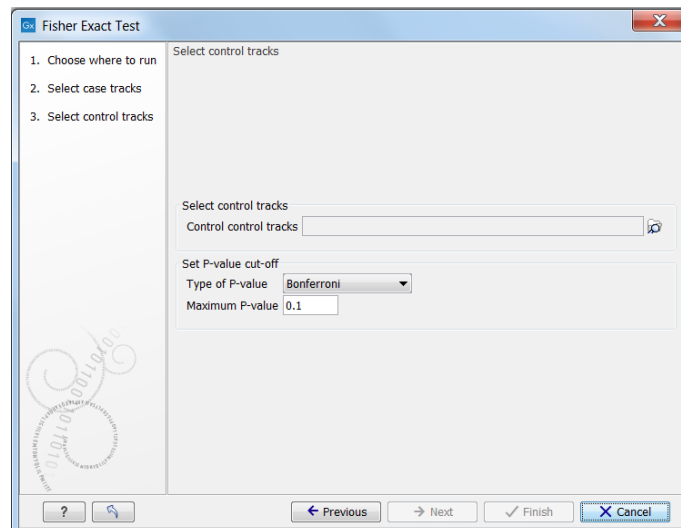 Gx Fisher Exact Test
1. Choose where to run
2. Select case tracks
3. Select control tracks
Select control tracks
Select control tracks
Control control tracks
Set P-value cut-off
Type of P-value Bonferroni
Maximum P-value 0.1
? Previous Next Finish Cancel